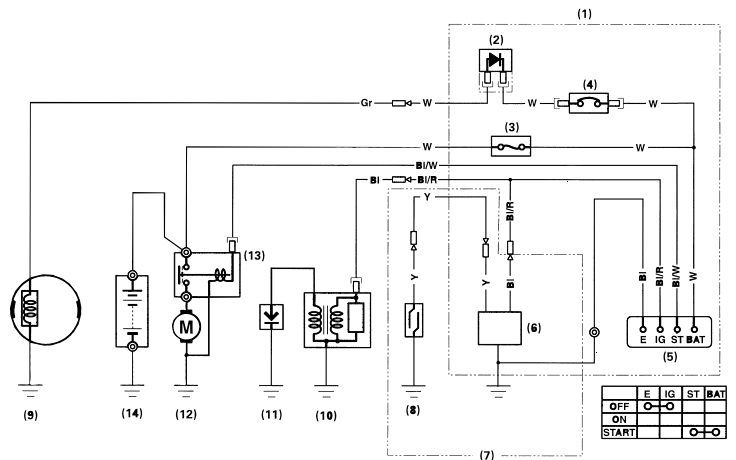 (1)
(2)
(4)
Gr W W W
(3)
W W
Bl/W
Bl Bl/R
Y
Bl/R
(13)
Y Y Bl Bl Bl/R Bl/W W
M
(6)
E IG ST BAT
(5)
(9) (14) (12) (11) (10) (8)
(7)
E IG ST BAT
OFF
ON
START